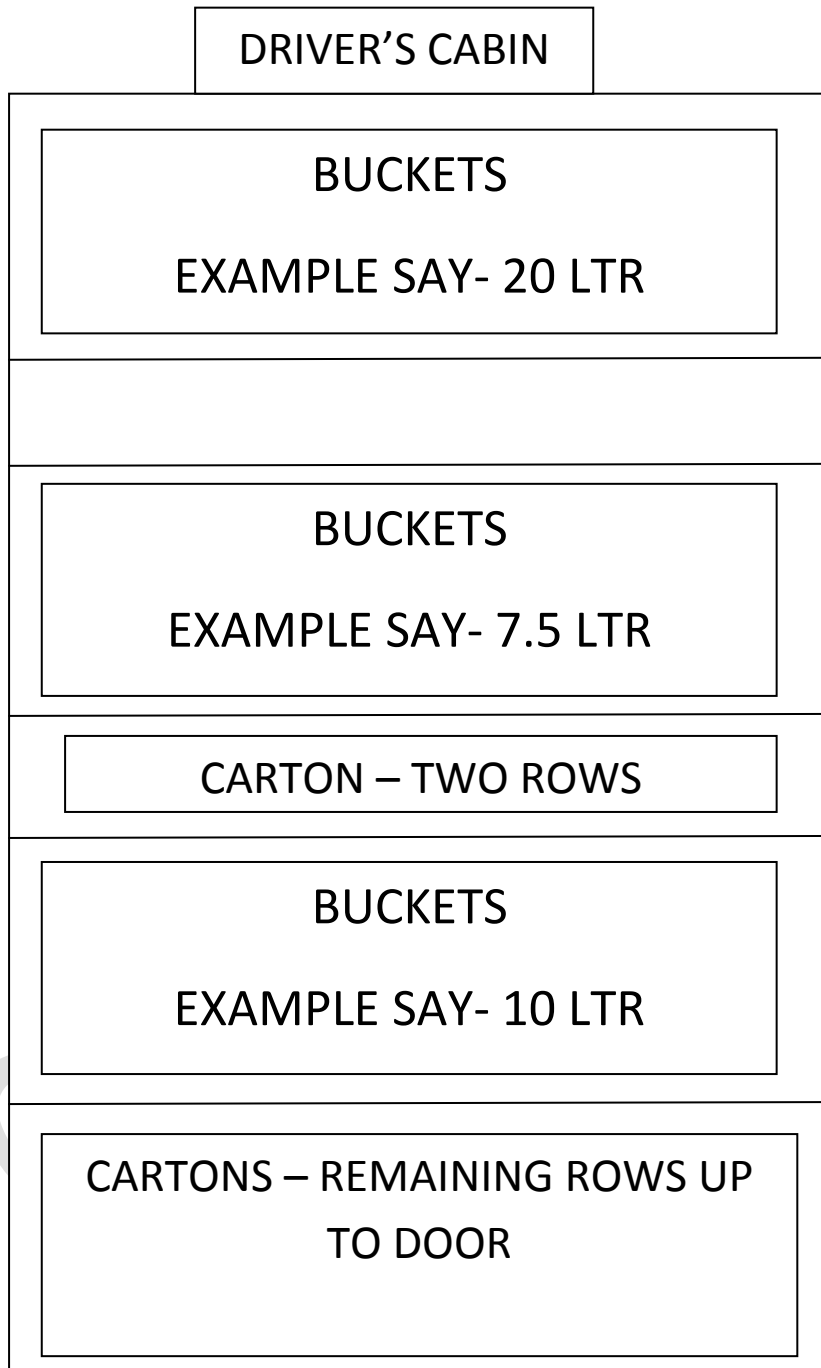 DRIVER’S CABIN
BUCKETS
EXAMPLE SAY- 20 LTR
BUCKETS
EXAMPLE SAY- 7.5 LTR
CARTON – TWO ROWS
BUCKETS
EXAMPLE SAY- 10 LTR
CARTONS – REMAINING ROWS UP
TO DOOR